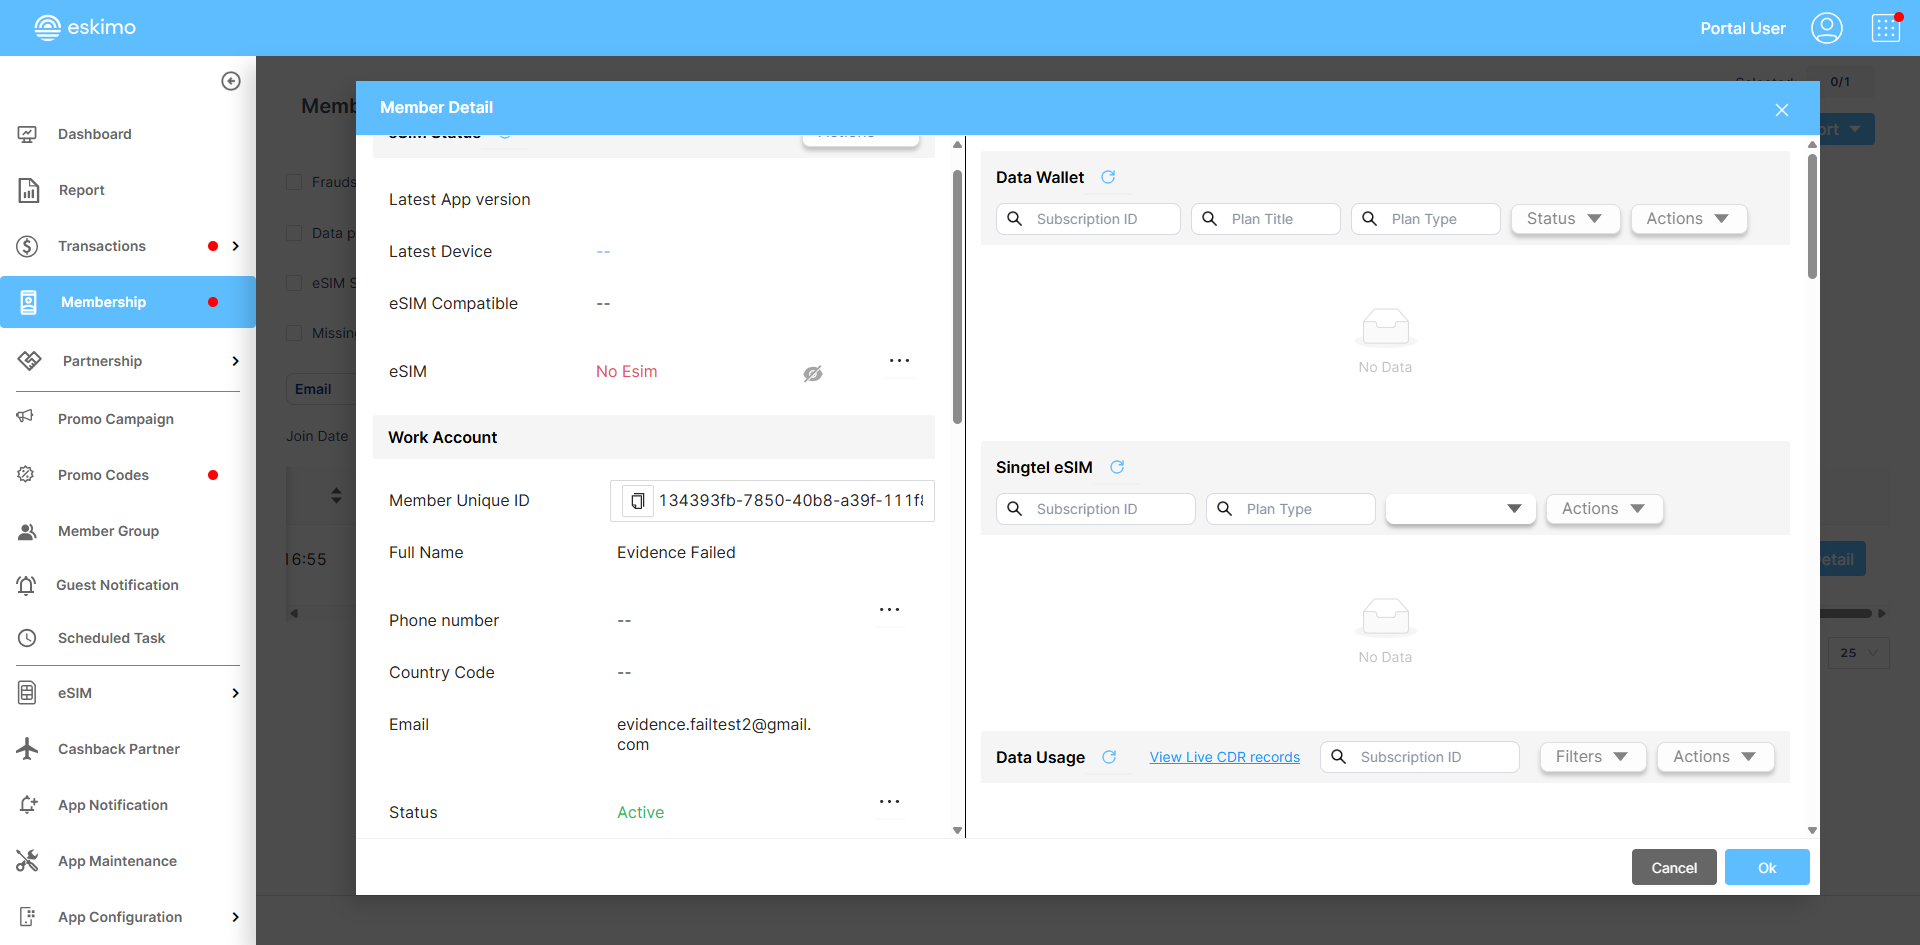 eskimo
Portal User
Dashboard
Report
Transactions
Membership
Partnership
Promo Campaign
Promo Codes
Member Group
Guest Notification
Scheduled Task
eSIM
Cashback Partner
App Notification
App Maintenance
App Configuration
0/1
Email
Join Date
16:55
25
Member Detail
eSIM Status
Actions
Latest App version
Latest Device --
eSIM Compatible --
eSIM No Esim
Work Account
Member Unique ID 134393fb-7850-40b8-a39f-111f
Full Name Evidence Failed
Phone number --
Country Code --
Email evidence.failtest2@gmail.
com
Status Active
Data Wallet
Subscription ID Plan Title Plan Type Status Actions
No Data
Singtel eSIM
Subscription ID Plan Type Actions
No Data
Data Usage View Live CDR records Subscription ID Filters Actions
Cancel Ok